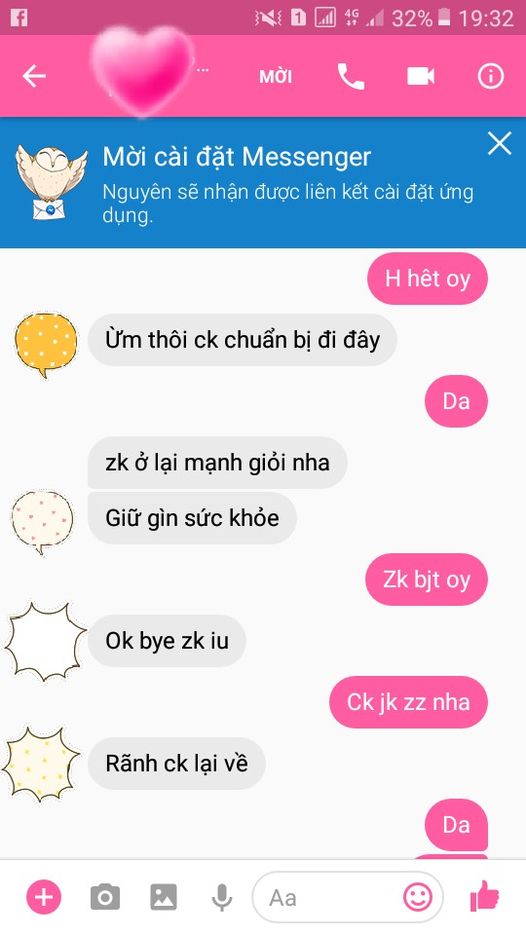 1 4G 32% 19:32
... MỜI
Mời cài đặt Messenger
Nguyên sẽ nhận được liên kết cài đặt ứng
dụng.
H hêt oy
Ừm thôi ck chuẩn bị đi đây
Da
zk ở lại mạnh giỏi nha
Giữ gìn sức khỏe
Zk bjt oy
Ok bye zk iu
Ck jk zz nha
Rãnh ck lại về
Da
Aa